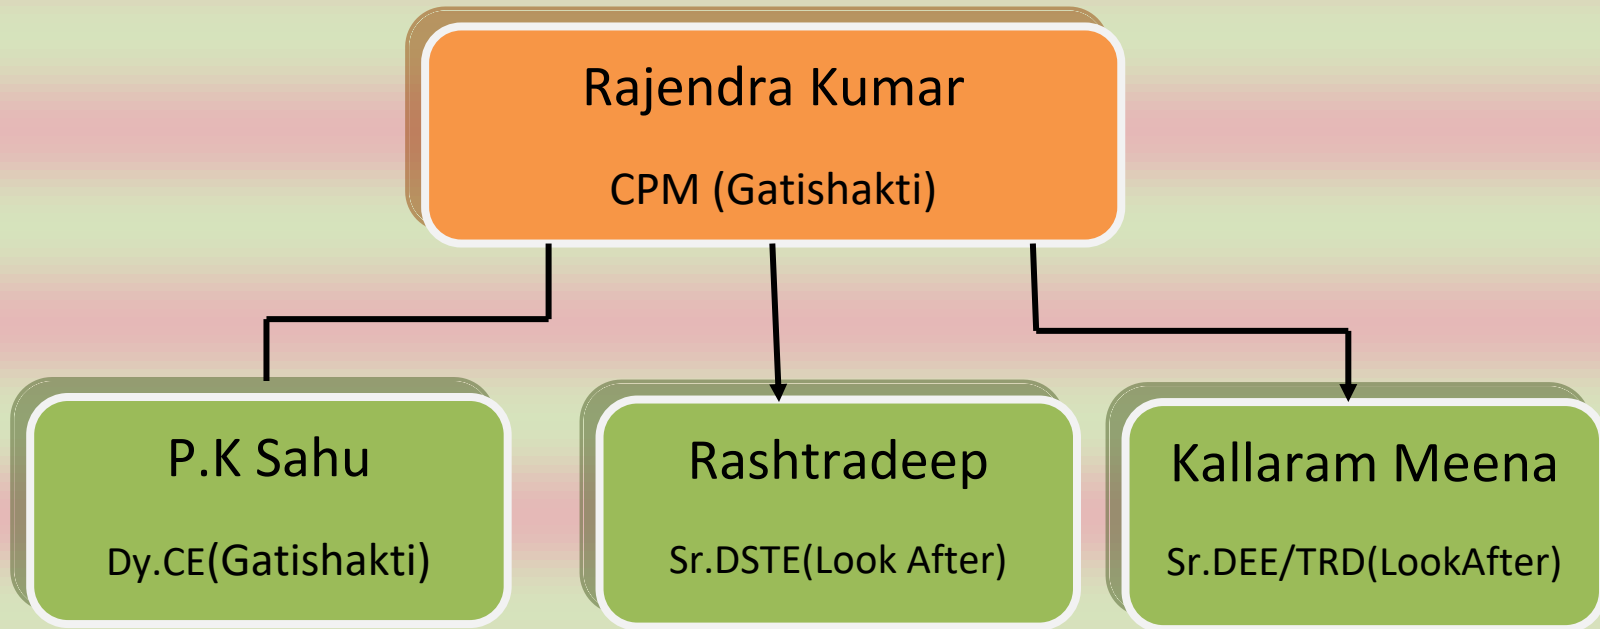 Rajendra Kumar
CPM (Gatishakti)
P.K Sahu
Dy.CE(Gatishakti)
Rashtradeep
Sr.DSTE(Look After)
Kallaram Meena
Sr.DEE/TRD(LookAfter)